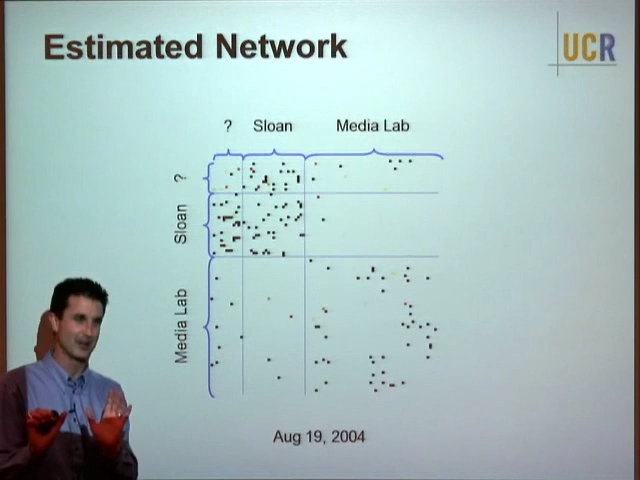 Estimated Network
UCR
? Sloan Media Lab
?
Sloan
Media Lab
Aug 19, 2004